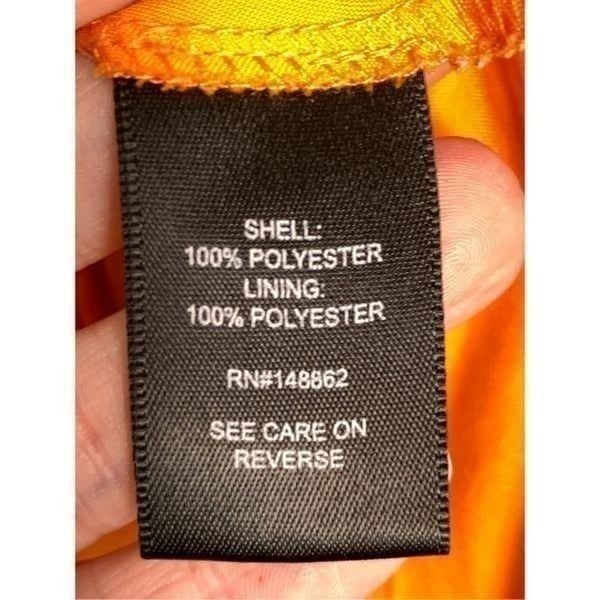 SHELL:
100% POLYESTER
LINING:
100% POLYESTER
RN#148862
SEE CARE ON
REVERSE